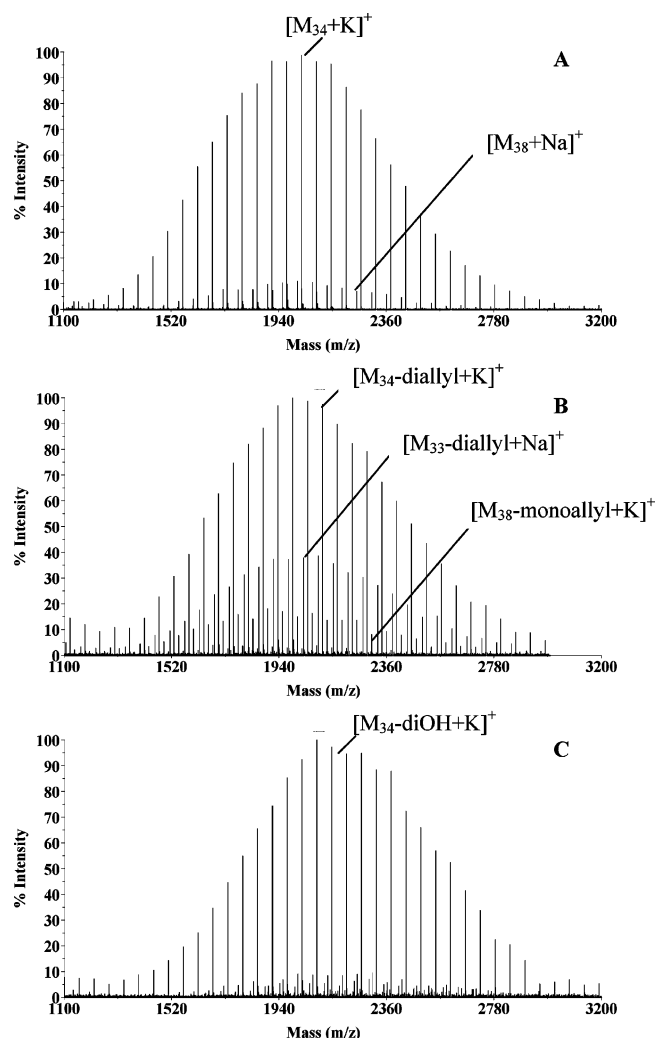 [M₃₄+K]⁺
A
[M₃₈+Na]⁺
% Intensity
100
90
80
70
60
50
40
30
20
10
0
1100 1520 1940 2360 2780 3200
Mass (m/z)
[M₃₄-diallyl+K]⁺
B
[M₃₃-diallyl+Na]⁺
[M₃₈-monoallyl+K]⁺
% Intensity
100
90
80
70
60
50
40
30
20
10
0
1100 1520 1940 2360 2780 3200
Mass (m/z)
[M₃₄-diOH+K]⁺
C
% Intensity
100
90
80
70
60
50
40
30
20
10
0
1100 1520 1940 2360 2780 3200
Mass (m/z)